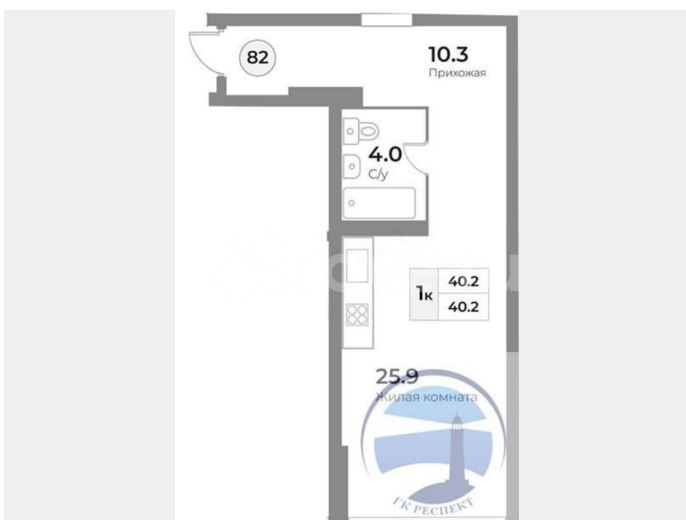 82
10.3
Прихожая
4.0
С/у
1к
40.2
40.2
25.9
Жилая комната
ГК РЕСПЕКТ